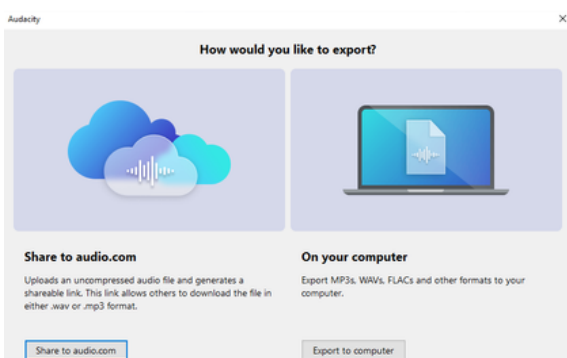 Audacity
How would you like to export?
Share to audio.com
Uploads an uncompressed audio file and generates a
shareable link. This link allows others to download the file in
either .wav or .mp3 format.
Share to audio.com
On your computer
Export MP3s, WAVs, FLACs and other formats to your
computer.
Export to computer